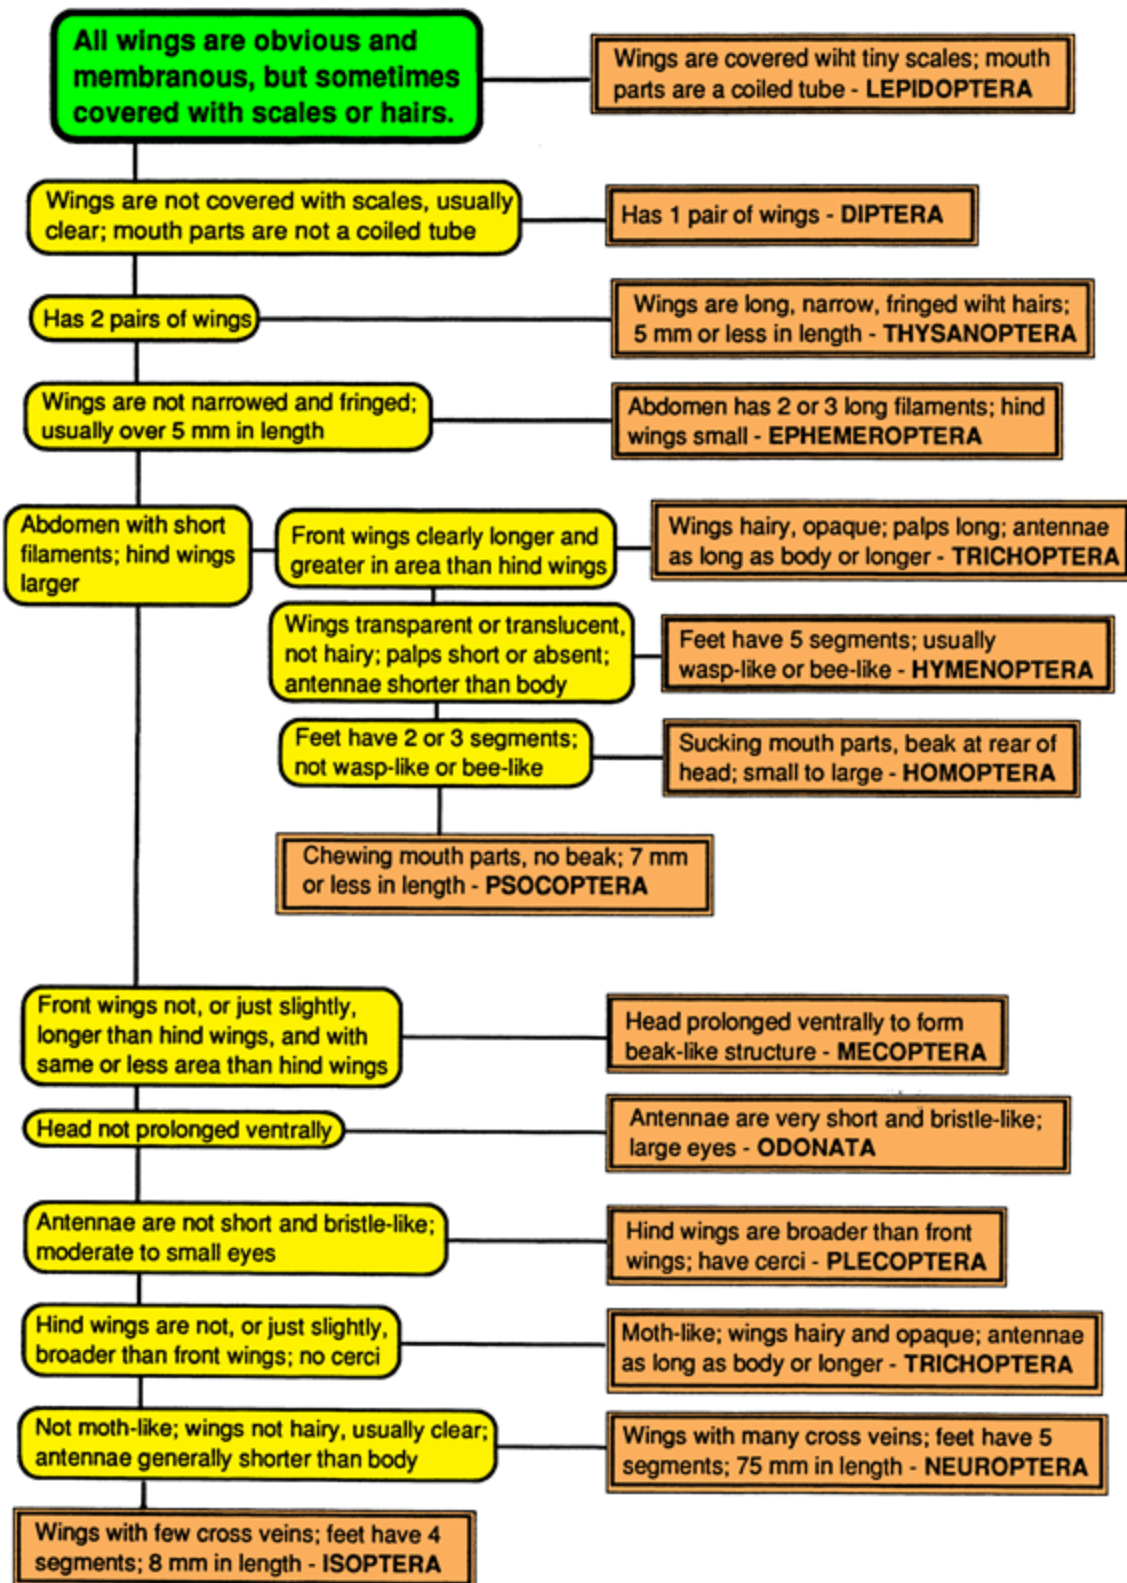 All wings are obvious and
membranous, but sometimes
covered with scales or hairs.
Wings are covered wiht tiny scales; mouth
parts are a coiled tube - LEPIDOPTERA
Wings are not covered with scales, usually
clear; mouth parts are not a coiled tube
Has 1 pair of wings - DIPTERA
Has 2 pairs of wings
Wings are long, narrow, fringed wiht hairs;
5 mm or less in length - THYSANOPTERA
Wings are not narrowed and fringed;
usually over 5 mm in length
Abdomen has 2 or 3 long filaments; hind
wings small - EPHEMEROPTERA
Abdomen with short
filaments; hind wings
larger
Front wings clearly longer and
greater in area than hind wings
Wings hairy, opaque; palps long; antennae
as long as body or longer - TRICHOPTERA
Wings transparent or translucent,
not hairy; palps short or absent;
antennae shorter than body
Feet have 5 segments; usually
wasp-like or bee-like - HYMENOPTERA
Feet have 2 or 3 segments;
not wasp-like or bee-like
Sucking mouth parts, beak at rear of
head; small to large - HOMOPTERA
Chewing mouth parts, no beak; 7 mm
or less in length - PSOCOPTERA
Front wings not, or just slightly,
longer than hind wings, and with
same or less area than hind wings
Head prolonged ventrally to form
beak-like structure - MECOPTERA
Head not prolonged ventrally
Antennae are very short and bristle-like;
large eyes - ODONATA
Antennae are not short and bristle-like;
moderate to small eyes
Hind wings are broader than front
wings; have cerci - PLECOPTERA
Hind wings are not, or just slightly,
broader than front wings; no cerci
Moth-like; wings hairy and opaque; antennae
as long as body or longer - TRICHOPTERA
Not moth-like; wings not hairy, usually clear;
antennae generally shorter than body
Wings with many cross veins; feet have 5
segments; 75 mm in length - NEUROPTERA
Wings with few cross veins; feet have 4
segments; 8 mm in length - ISOPTERA